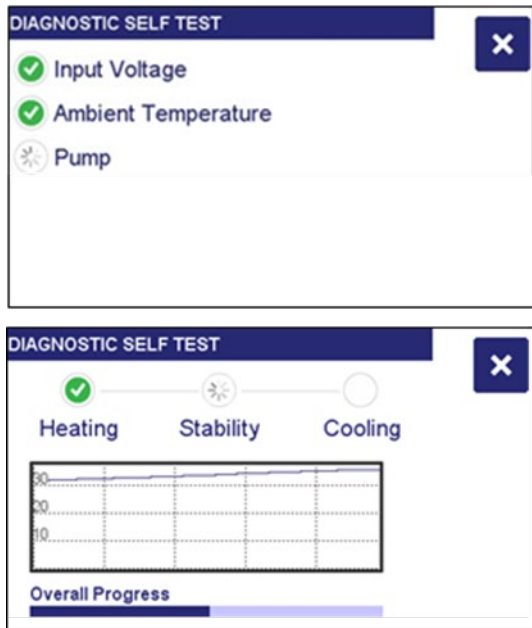 DIAGNOSTIC SELF TEST
Input Voltage
Ambient Temperature
Pump
DIAGNOSTIC SELF TEST
Heating Stability Cooling
30
20
10
Overall Progress